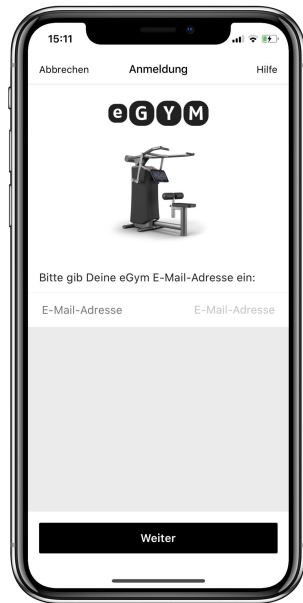 15:11
Abbrechen Anmeldung Hilfe
eGYM
Bitte gib Deine eGym E-Mail-Adresse ein:
E-Mail-Adresse E-Mail-Adresse
Weiter